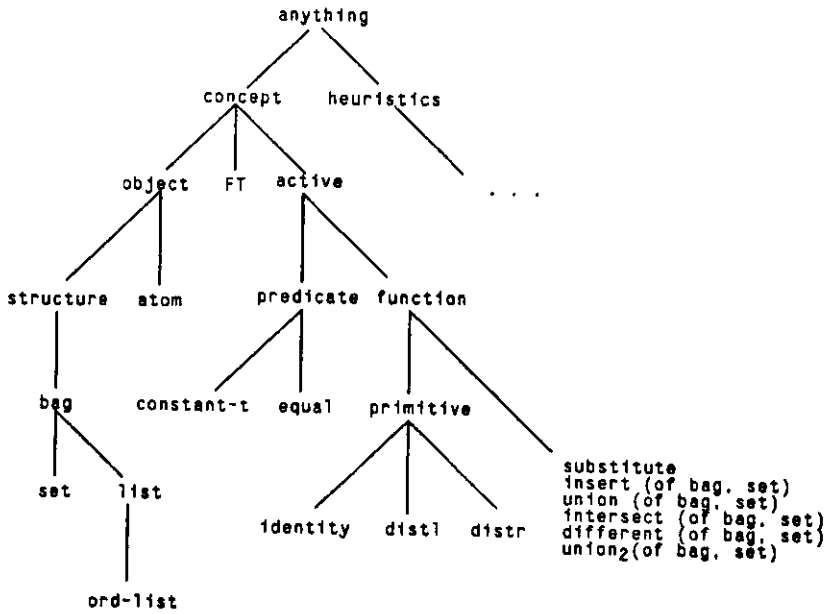 anything
concept heuristics
object FT active . . .
structure atom predicate function
bag constant-t equal primitive
substitute
insert (of bag, set)
set list union (of bag, set)
intersect (of bag, set)
identity distl distr different (of bag, set)
union₂(of bag, set)
ord-list